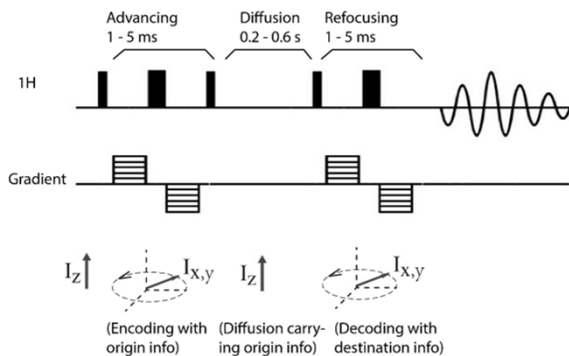 Advancing
1 - 5 ms
Diffusion
0.2 - 0.6 s
Refocusing
1 - 5 ms
1H
Gradient
Iz
Ix,y
Iz
Ix,y
(Encoding with
origin info)
(Diffusion carry-
ing origin info)
(Decoding with
destination info)